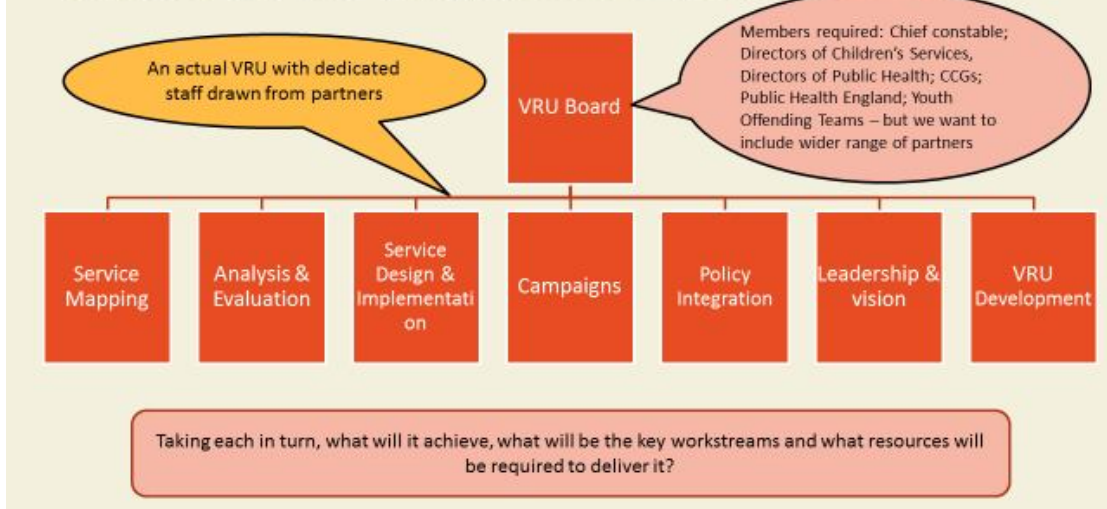 An actual VRU with dedicated
staff drawn from partners
VRU Board
Members required: Chief constable;
Directors of Children's Services,
Directors of Public Health; CCGs;
Public Health England; Youth
Offending Teams – but we want to
include wider range of partners
Service
Mapping
Analysis &
Evaluation
Service
Design &
Implementati
on
Campaigns
Policy
Integration
Leadership &
vision
VRU
Development
Taking each in turn, what will it achieve, what will be the key workstreams and what resources will
be required to deliver it?